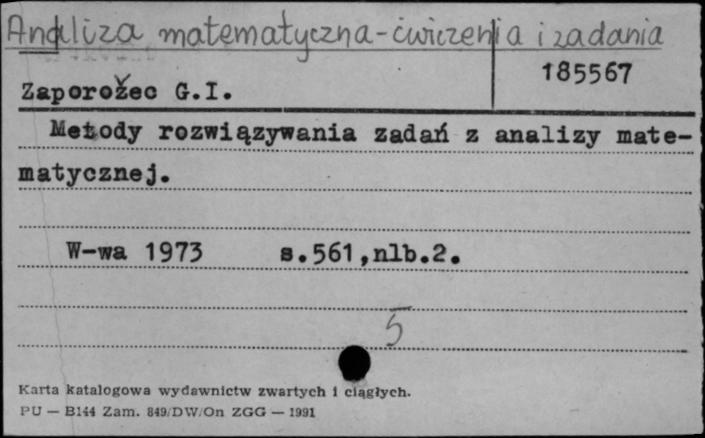 Analiza matematyczna - ćwiczenia i zadania
185567
Zaporožec G.I.
Metody rozwiązywania zadań z analizy mate-
matycznej.
W-wa 1973 s.561,nlb.2.
5
Karta katalogowa wydawnictw zwartych i ciągłych.
PU — B144 Zam. 849/DW/On ZGG — 1991